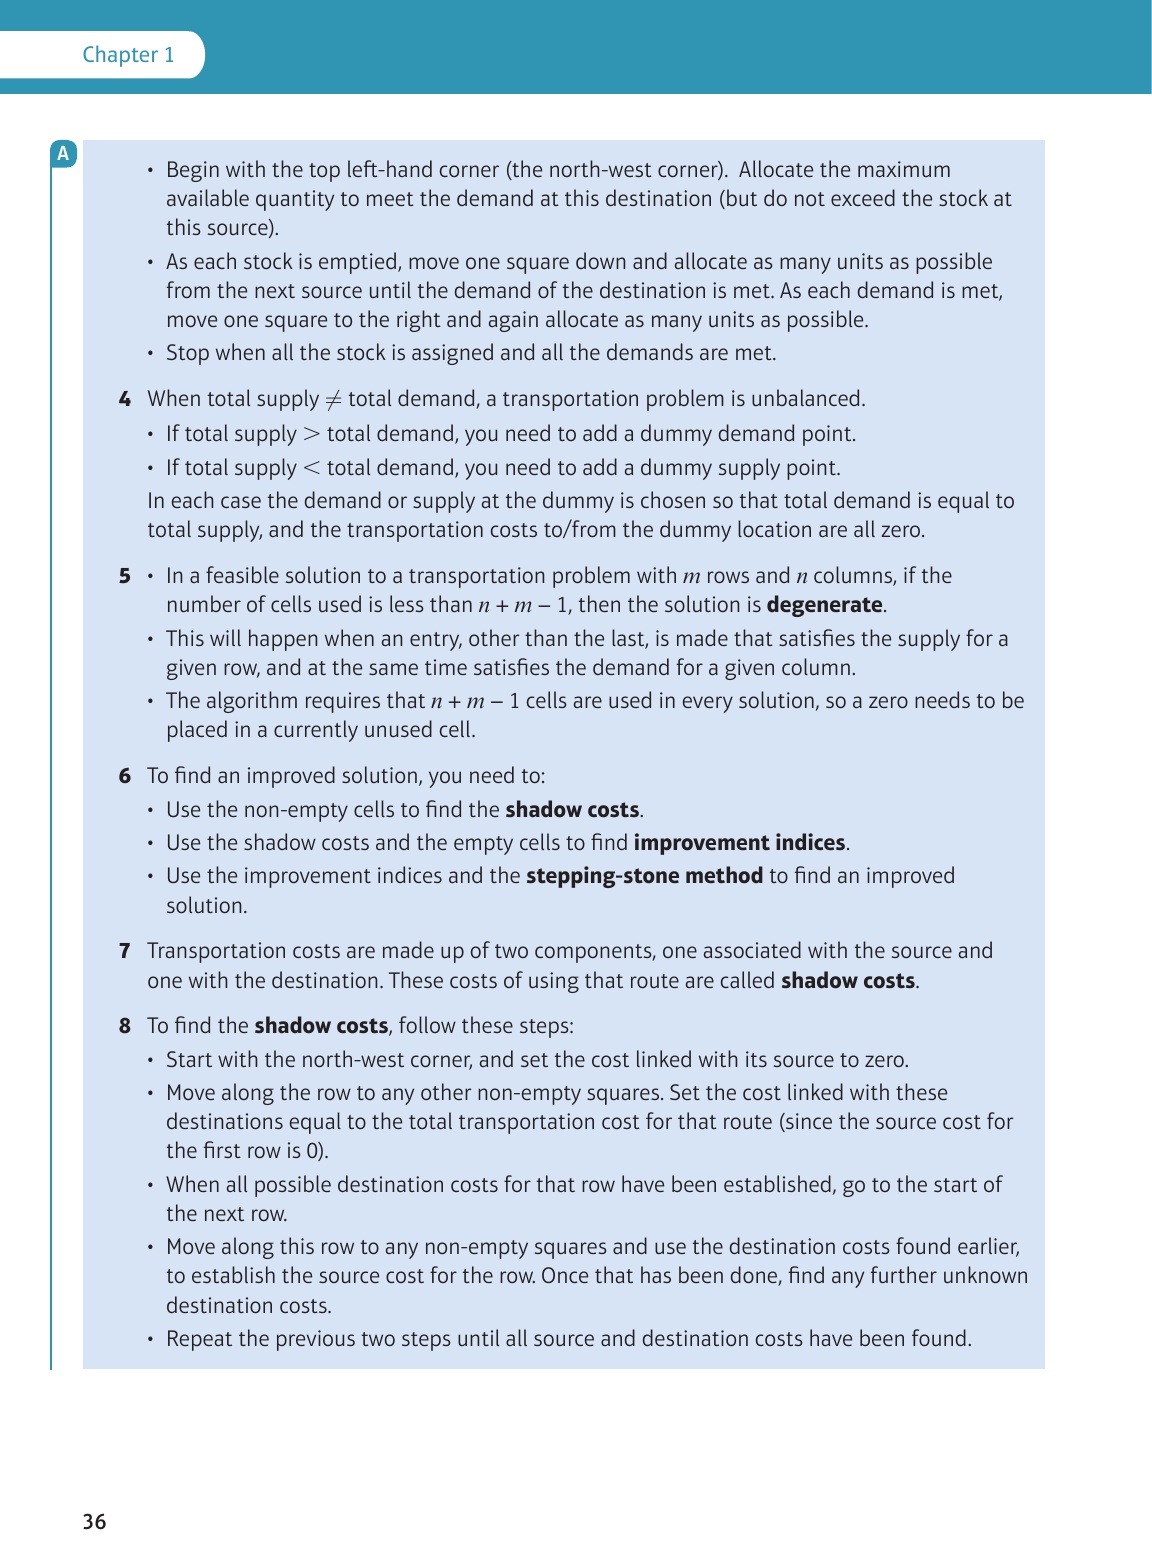 Chapter 1
A
• Begin with the top left-hand corner (the north-west corner).  Allocate the maximum
available quantity to meet the demand at this destination (but do not exceed the stock at
this source).
• As each stock is emptied, move one square down and allocate as many units as possible
from the next source until the demand of the destination is met. As each demand is met,
move one square to the right and again allocate as many units as possible.
• Stop when all the stock is assigned and all the demands are met.
4 When total supply ≠ total demand, a transportation problem is unbalanced.
• If total supply > total demand, you need to add a dummy demand point.
• If total supply < total demand, you need to add a dummy supply point.
In each case the demand or supply at the dummy is chosen so that total demand is equal to
total supply, and the transportation costs to/from the dummy location are all zero.
5 • In a feasible solution to a transportation problem with m rows and n columns, if the
number of cells used is less than n + m – 1, then the solution is degenerate.
• This will happen when an entry, other than the last, is made that satisfies the supply for a
given row, and at the same time satisfies the demand for a given column.
• The algorithm requires that n + m – 1 cells are used in every solution, so a zero needs to be
placed in a currently unused cell.
6 To find an improved solution, you need to:
• Use the non-empty cells to find the shadow costs.
• Use the shadow costs and the empty cells to find improvement indices.
• Use the improvement indices and the stepping-stone method to find an improved
solution.
7 Transportation costs are made up of two components, one associated with the source and
one with the destination. These costs of using that route are called shadow costs.
8 To find the shadow costs, follow these steps:
• Start with the north-west corner, and set the cost linked with its source to zero.
• Move along the row to any other non-empty squares. Set the cost linked with these
destinations equal to the total transportation cost for that route (since the source cost for
the first row is 0).
• When all possible destination costs for that row have been established, go to the start of
the next row.
• Move along this row to any non-empty squares and use the destination costs found earlier,
to establish the source cost for the row. Once that has been done, find any further unknown
destination costs.
• Repeat the previous two steps until all source and destination costs have been found.
36